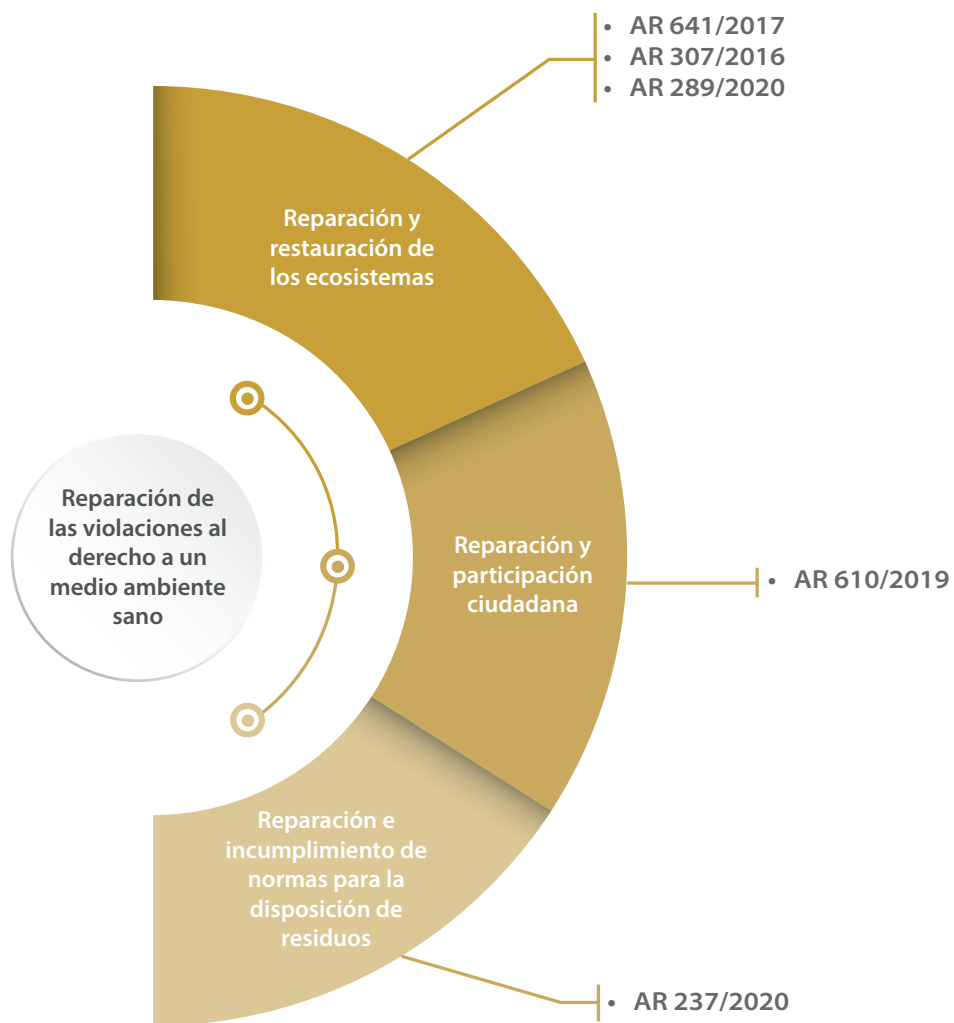 • AR 641/2017
• AR 307/2016
• AR 289/2020
Reparación y
restauración de
los ecosistemas
Reparación de
las violaciones al
derecho a un
medio ambiente
sano
Reparación y
participación
ciudadana
• AR 610/2019
Reparación e
incumplimiento de
normas para la
disposición de
residuos
• AR 237/2020